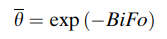 θ̅ = exp (−BiFo)